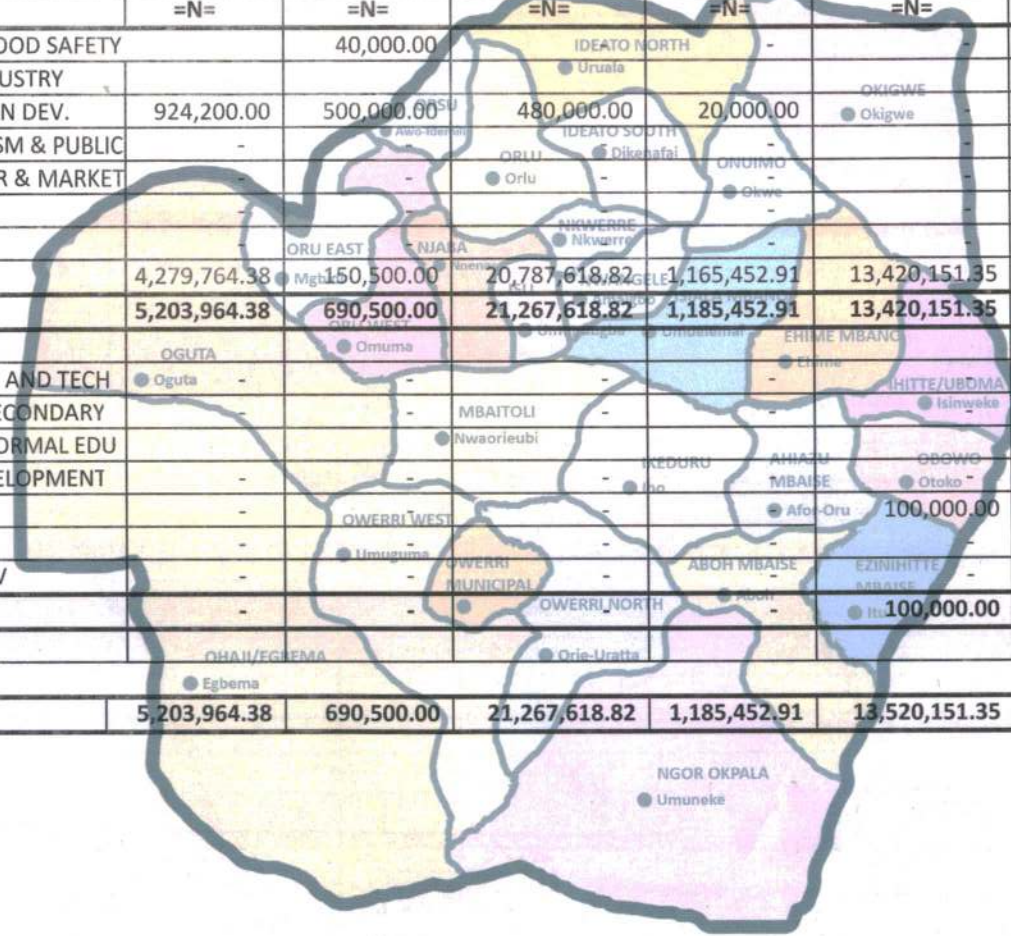 =N= =N= =N= =N= =N=
OOD SAFETY 40,000.00 - - -
USTRY
N DEV. 924,200.00 500,000.00 480,000.00 20,000.00
SM & PUBLIC - - - -
R & MARKET - - - -
4,279,764.38 150,500.00 20,787,618.82 1,165,452.91 13,420,151.35
5,203,964.38 690,500.00 21,267,618.82 1,185,452.91 13,420,151.35
AND TECH - - - - -
ECONDARY - - - - -
ORMAL EDU - - - - -
ELOPMENT - - - - -
- - - - 100,000.00
- - - - -
- - - - -
- - - - 100,000.00
5,203,964.38 690,500.00 21,267,618.82 1,185,452.91 13,520,151.35
IDEATO NORTH
Uruala
OKIGWE
Okigwe
IDEATO SOUTH
Dikenafai
ORLU
Orlu
ONUIMO
Okwe
NKWERRE
Nkwerre
ORU EAST
NJABA
ORU WEST
Omuma
OGUTA
Oguta
EHIME MBANO
IHITTE/UBOMA
Isinweke
MBAITOLI
Nwaorieubi
IKEDURU
AHIAZU
MBAISE
Afor-Oru
OBOWO
Otoko
OWERRI WEST
Umuguma
OWERRI
MUNICIPAL
ABOH MBAISE
Aboh
EZINIHITTE
MBAISE
OWERRI NORTH
Orie-Uratta
OHAJI/EGBEMA
Egbema
NGOR OKPALA
Umuneke